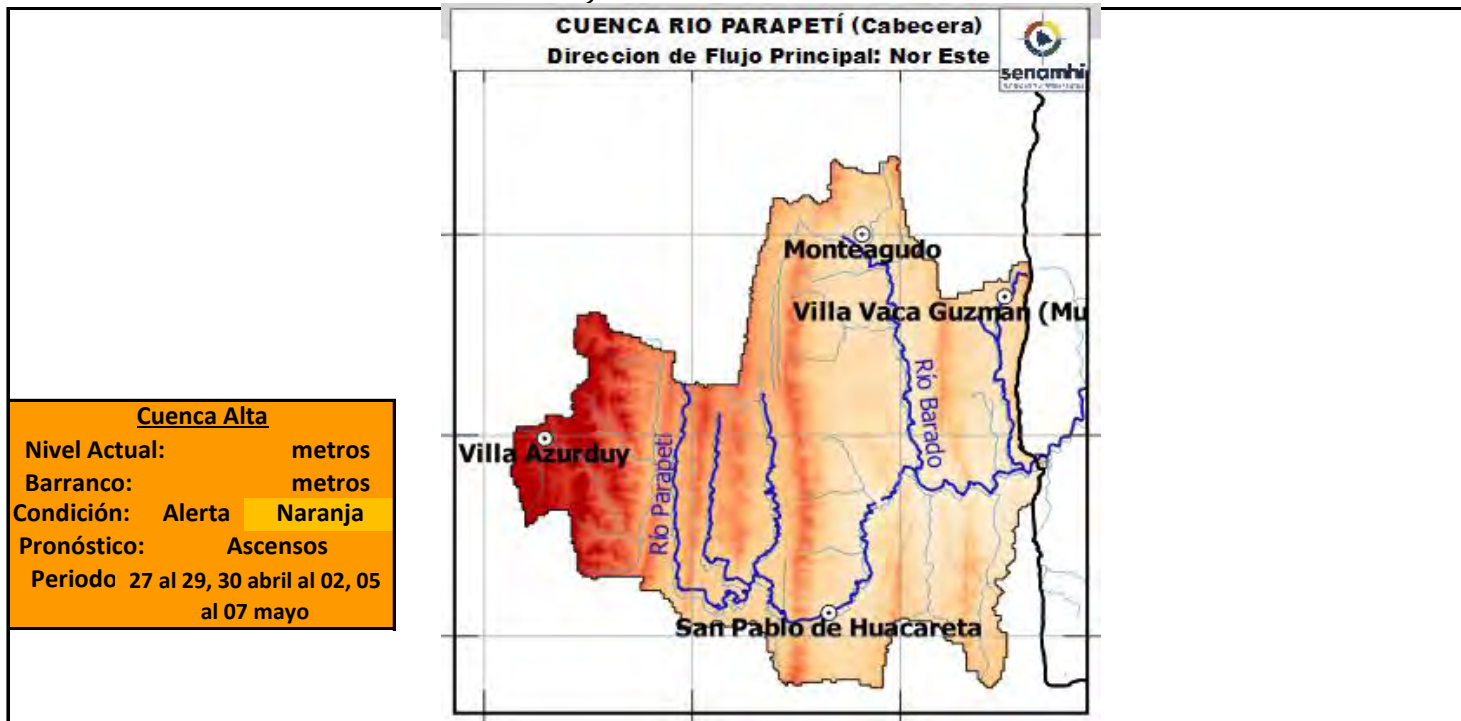 CUENCA RIO PARAPETÍ (Cabecera)
Direccion de Flujo Principal: Nor Este
senamhi
Monteagudo
Villa Vaca Guzmán (Mu
Río Barado
Villa Azurduy
Río Parapetí
San Pablo de Huacareta
Cuenca Alta
Nivel Actual: metros
Barranco: metros
Condición: Alerta Naranja
Pronóstico: Ascensos
Periodo 27 al 29, 30 abril al 02, 05
al 07 mayo